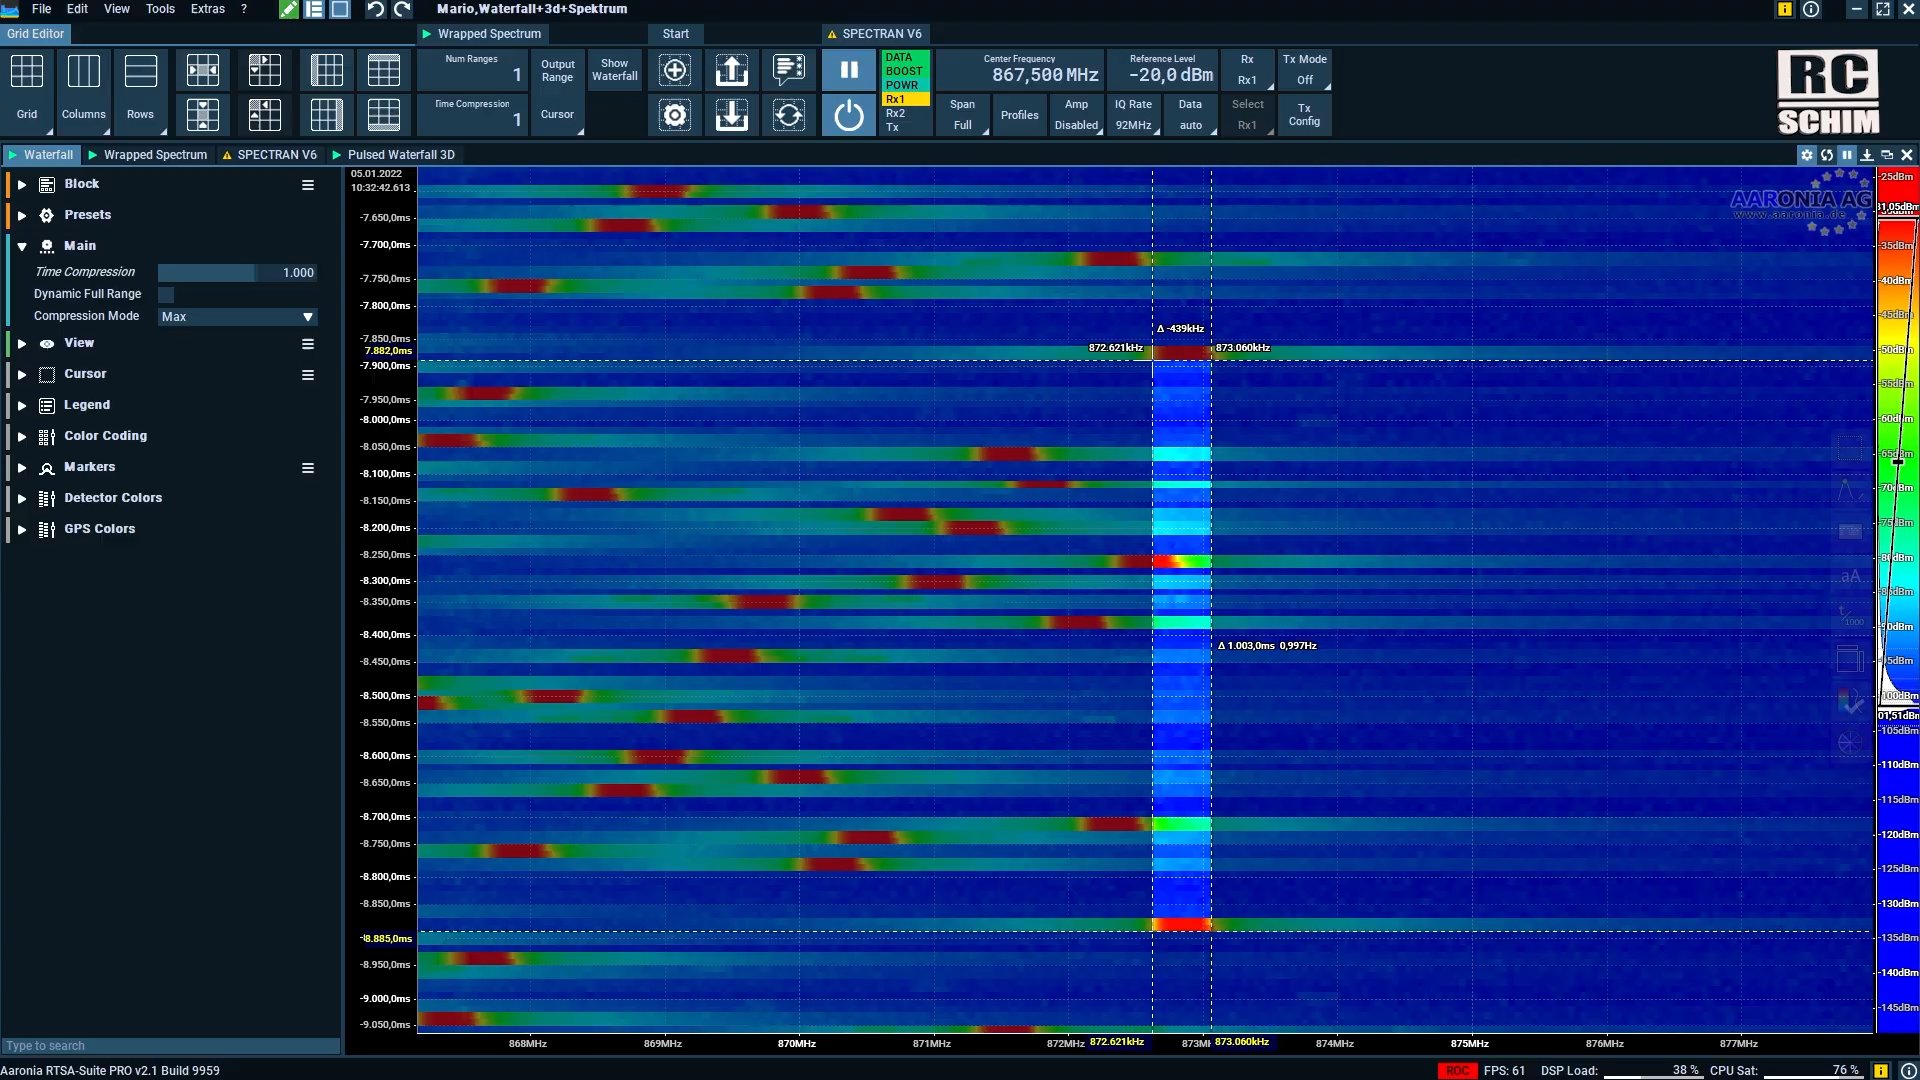 File Edit View Tools Extras ? Mario,Waterfall+3d+Spektrum
Grid Editor Wrapped Spectrum Start SPECTRAN V6
Num Ranges
1
Time Compression
1
Output Range
Cursor
Show Waterfall
DATA
BOOST
POWR
Rx1
Rx2
Tx
Center Frequency
867,500 MHz
Reference Level
-20,0 dBm
Rx
Rx1
Tx Mode
Off
Span
Full
Profiles
Amp
Disabled
IQ Rate
92MHz
Data
auto
Select
Rx1
Tx Config
Grid Columns Rows
RC
SCHIM
Waterfall Wrapped Spectrum SPECTRAN V6 Pulsed Waterfall 3D
Block
Presets
Main
Time Compression 1.000
Dynamic Full Range
Compression Mode Max
View
Cursor
Legend
Color Coding
Markers
Detector Colors
GPS Colors
Type to search
05.01.2022
10:32:42.613
-7.650,0ms
-7.700,0ms
-7.750,0ms
-7.800,0ms
-7.850,0ms
7.882,0ms
-7.900,0ms
-7.950,0ms
-8.000,0ms
-8.050,0ms
-8.100,0ms
-8.150,0ms
-8.200,0ms
-8.250,0ms
-8.300,0ms
-8.350,0ms
-8.400,0ms
-8.450,0ms
-8.500,0ms
-8.550,0ms
-8.600,0ms
-8.650,0ms
-8.700,0ms
-8.750,0ms
-8.800,0ms
-8.850,0ms
-8.885,0ms
-8.950,0ms
-9.000,0ms
-9.050,0ms
Δ -439kHz
872.621kHz 873.060kHz
Δ 1.003,0ms 0,997Hz
AARONIA AG
www.aaronia.de
-25dBm
31,05dBm
-35dBm
-40dBm
-45dBm
-50dBm
-55dBm
-60dBm
-65dBm
-70dBm
-75dBm
-80dBm
-85dBm
-90dBm
-95dBm
-100dBm
01,51dBm
-105dBm
-110dBm
-115dBm
-120dBm
-125dBm
-130dBm
-135dBm
-140dBm
-145dBm
aA
868MHz 869MHz 870MHz 871MHz 872MHz 872.621kHz 873MHz 873.060kHz 874MHz 875MHz 876MHz 877MHz
Aaronia RTSA-Suite PRO v2.1 Build 9959
ROC FPS: 61 DSP Load: 38 % CPU Sat: 76 %